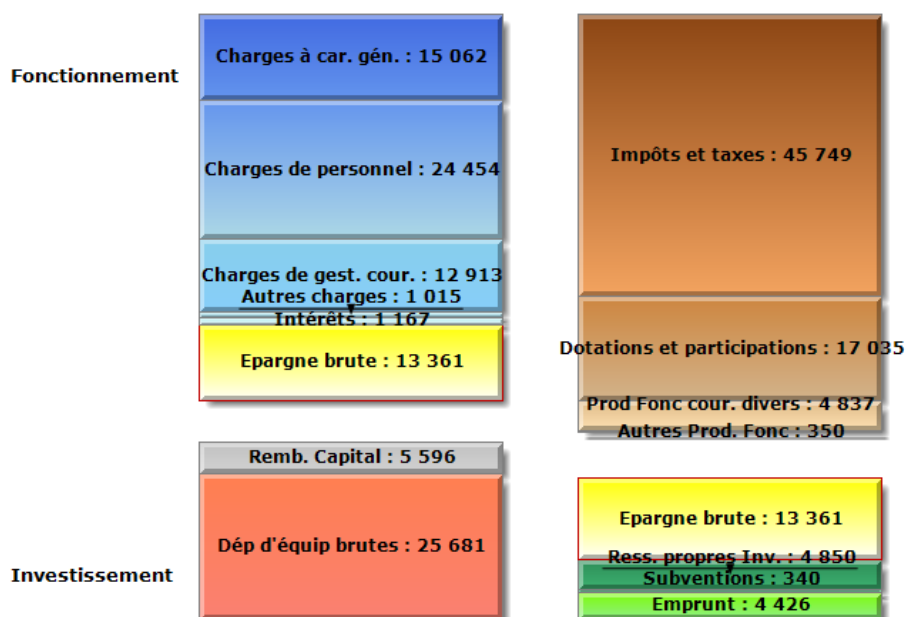 Fonctionnement
Charges à car. gén. : 15 062
Charges de personnel : 24 454
Charges de gest. cour. : 12 913
Autres charges : 1 015
Intérêts : 1 167
Epargne brute : 13 361
Impôts et taxes : 45 749
Dotations et participations : 17 035
Prod Fonc cour. divers : 4 837
Autres Prod. Fonc : 350
Investissement
Remb. Capital : 5 596
Dép d'équip brutes : 25 681
Epargne brute : 13 361
Ress. propres Inv. : 4 850
Subventions : 340
Emprunt : 4 426